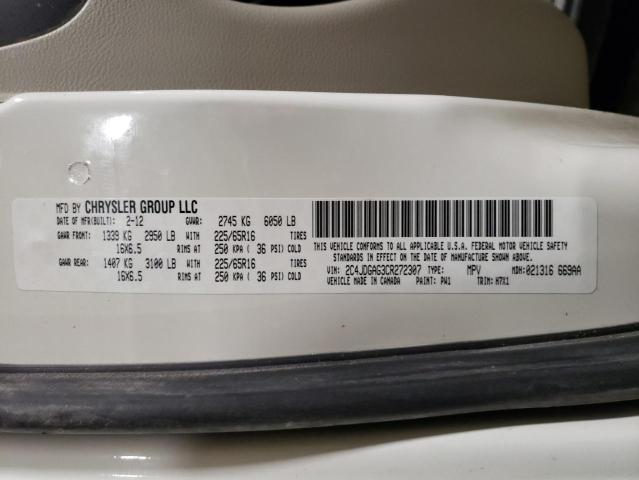 MFD BY CHRYSLER GROUP LLC
DATE OF MFR(BUILT): 2-12 GVWR: 2745 KG 6050 LB
GAWR FRONT: 1339 KG 2950 LB WITH 225/65R16 TIRES
16X6.5 RIMS AT 250 KPA ( 36 PSI) COLD
GAWR REAR: 1407 KG 3100 LB WITH 225/65R16 TIRES
16X6.5 RIMS AT 250 KPA ( 36 PSI) COLD
THIS VEHICLE CONFORMS TO ALL APPLICABLE U.S.A. FEDERAL MOTOR VEHICLE SAFETY
STANDARDS IN EFFECT ON THE DATE OF MANUFACTURE SHOWN ABOVE.
VIN: 2C4JDGAG3CR272307 TYPE: MPV MDH:021316 669AA
VEHICLE MADE IN CANADA PAINT: PW1 TRIM: H7X1